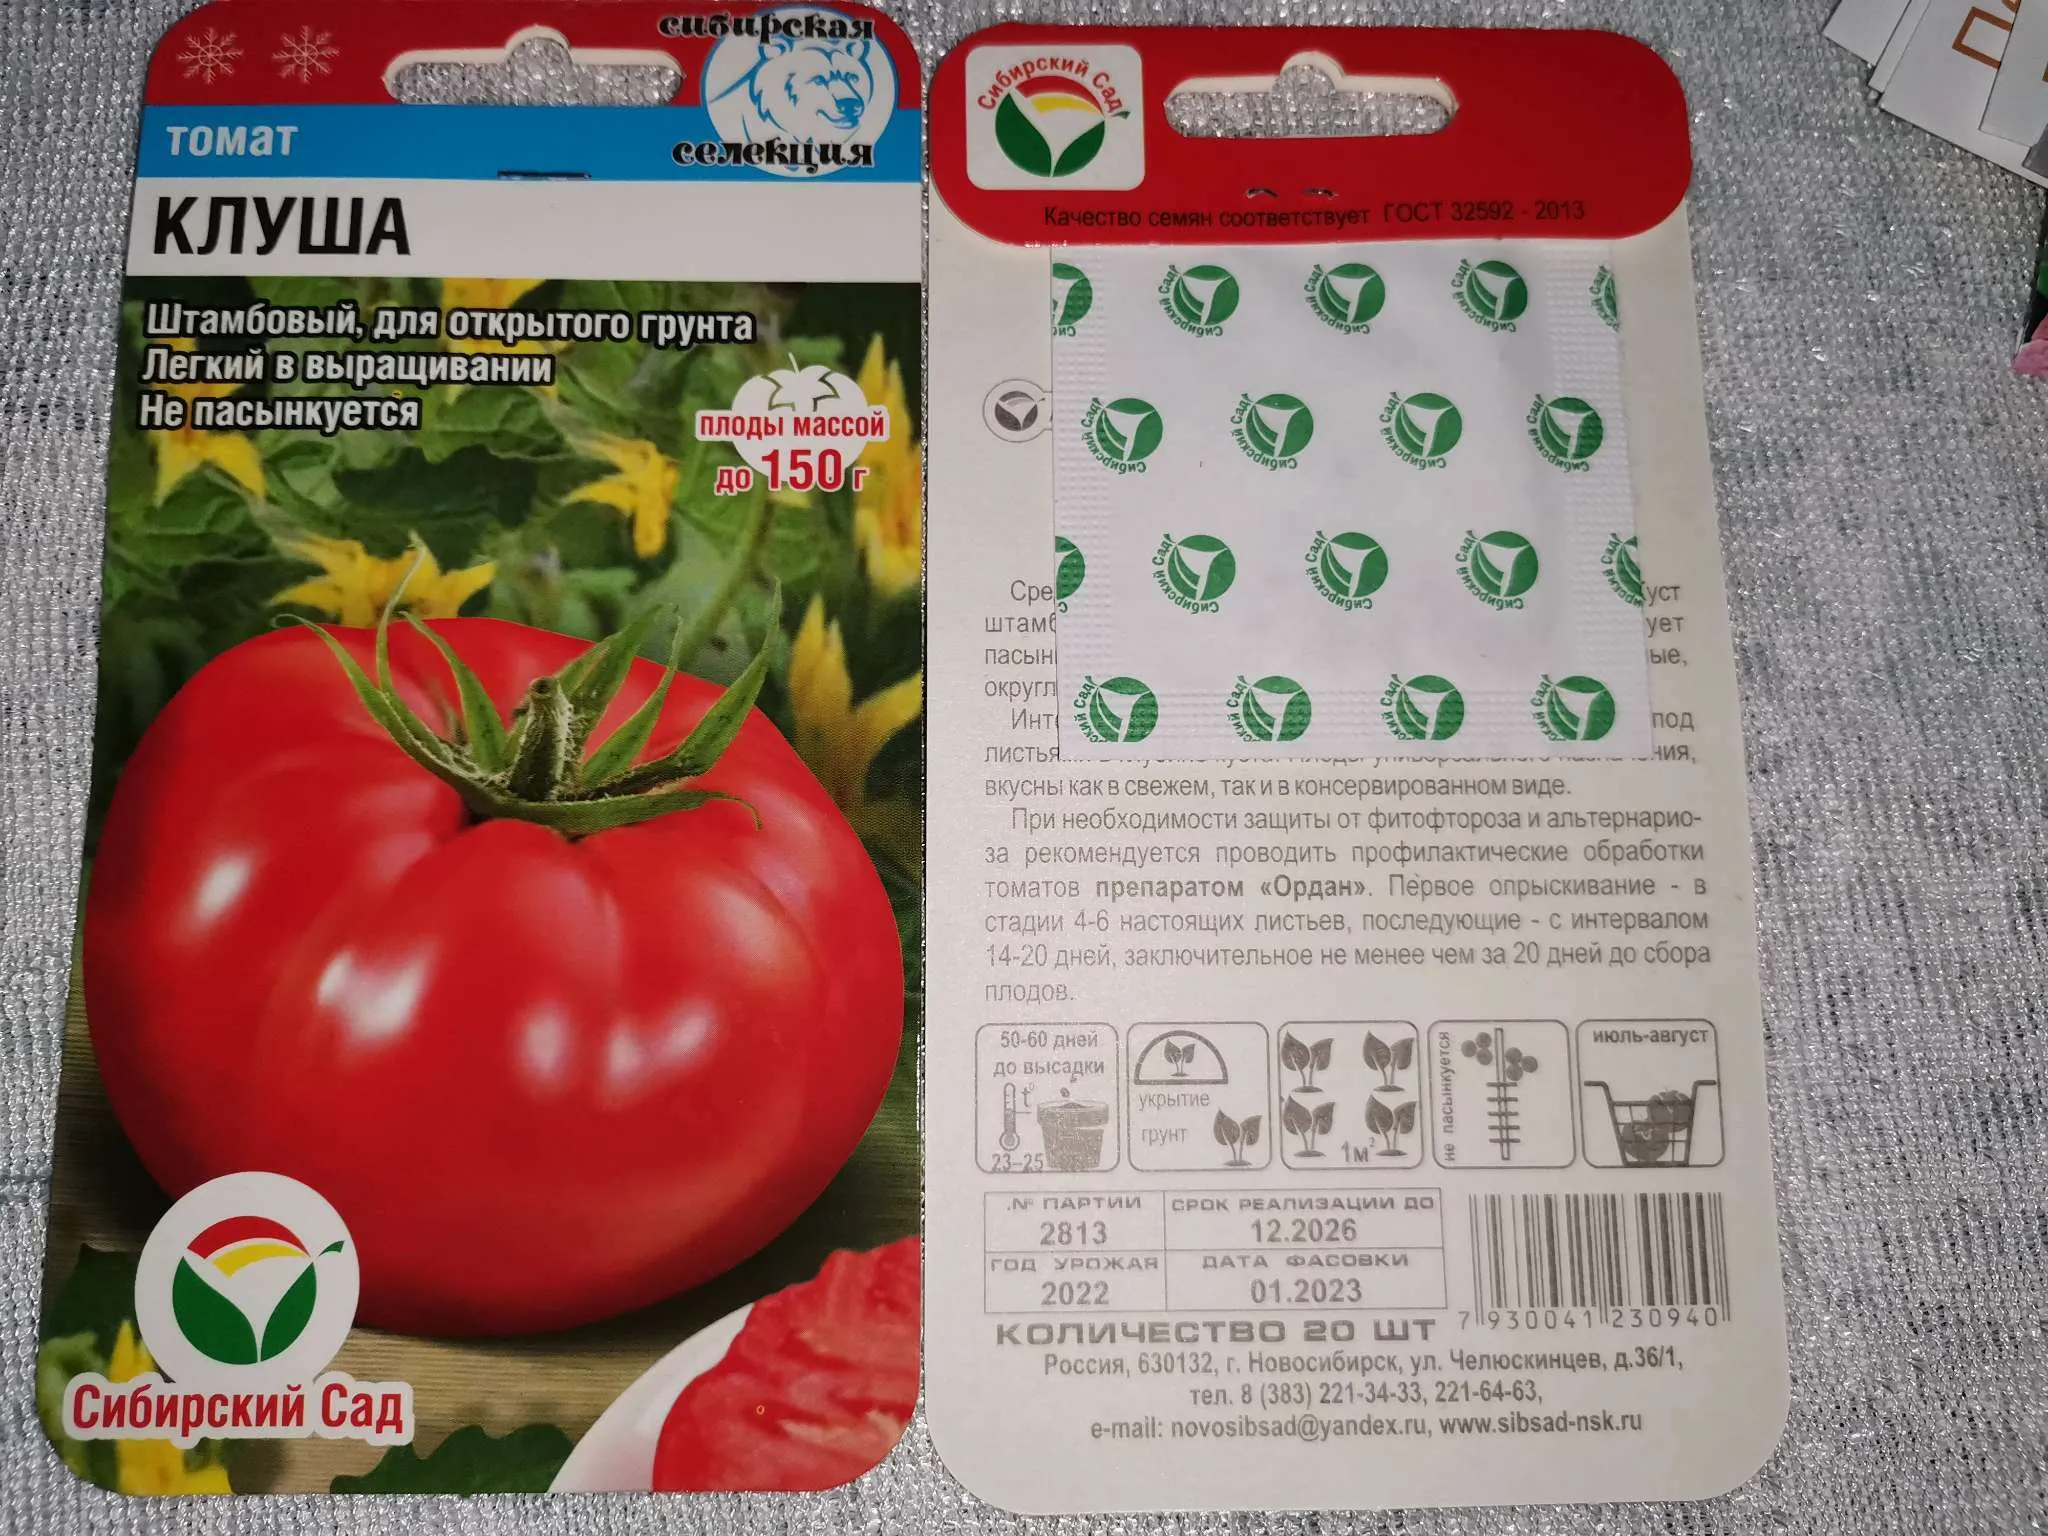 сибирская
селекция
томат
КЛУША
Штамбовый, для открытого грунта
Легкий в выращивании
Не пасынкуется
плоды массой
до 150 г
Сибирский Сад
Сибирский Сад
Качество семян соответствует ГОСТ 32592 - 2013
При необходимости защиты от фитофтороза и альтернарио-
за рекомендуется проводить профилактические обработки
томатов препаратом «Ордан». Первое опрыскивание - в
стадии 4-6 настоящих листьев, последующие - с интервалом
14-20 дней, заключительное не менее чем за 20 дней до сбора
плодов.
вкусны как в свежем, так и в консервированном виде.
50-60 дней
до высадки
t°
23–25
укрытие
грунт
1м²
не пасынкуется
июль-август
№ ПАРТИИ
2813
СРОК РЕАЛИЗАЦИИ ДО
12.2026
ГОД УРОЖАЯ
2022
ДАТА ФАСОВКИ
01.2023
КОЛИЧЕСТВО 20 ШТ
7 930041 230940
Россия, 630132, г. Новосибирск, ул. Челюскинцев, д.36/1,
тел. 8 (383) 221-34-33, 221-64-63,
e-mail: novosibsad@yandex.ru, www.sibsad-nsk.ru